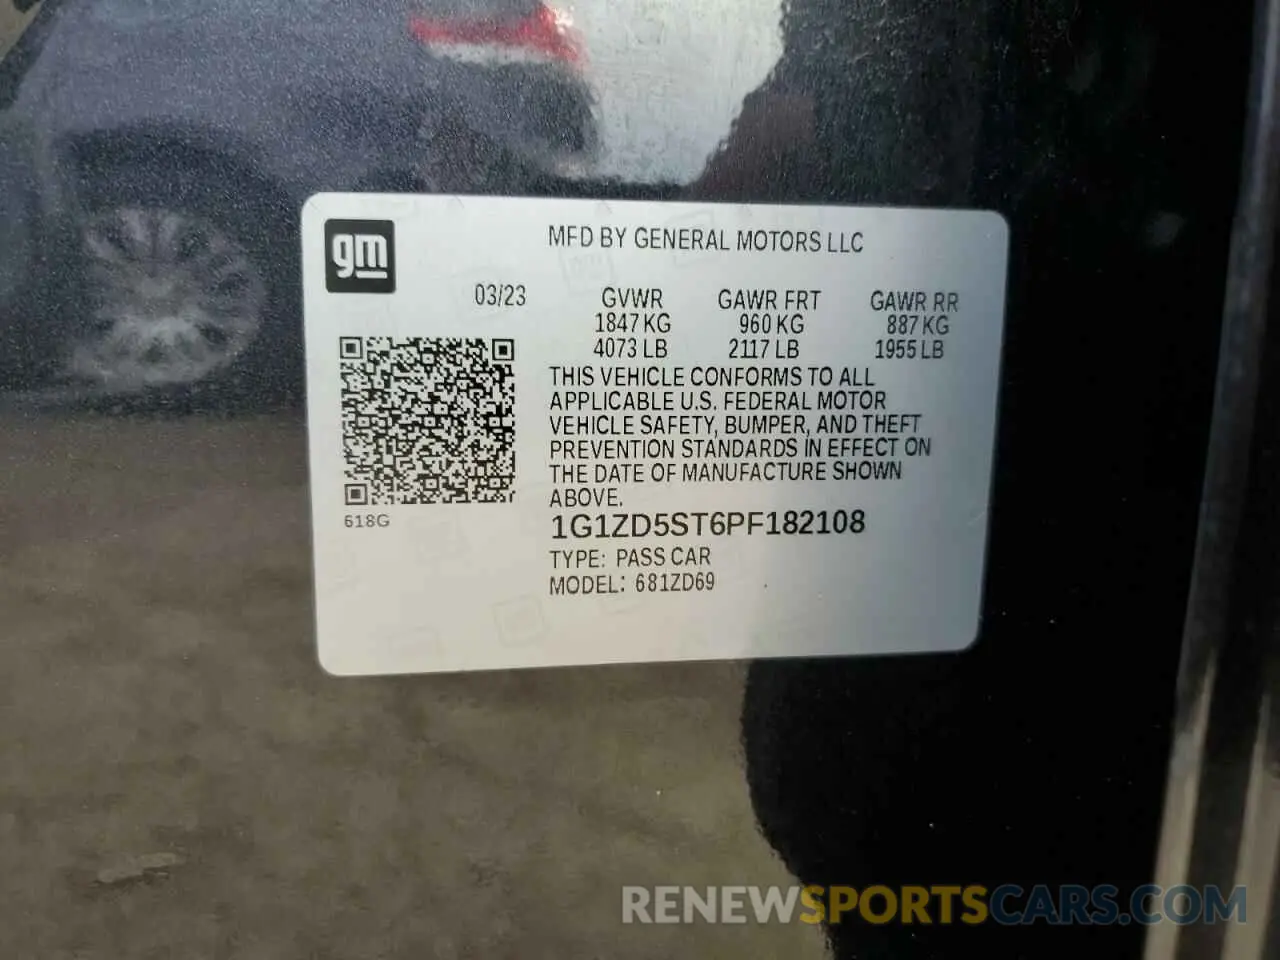 gm
MFD BY GENERAL MOTORS LLC
03/23
GVWR GAWR FRT GAWR RR
1847 KG 960 KG 887 KG
4073 LB 2117 LB 1955 LB
THIS VEHICLE CONFORMS TO ALL
APPLICABLE U.S. FEDERAL MOTOR
VEHICLE SAFETY, BUMPER, AND THEFT
PREVENTION STANDARDS IN EFFECT ON
THE DATE OF MANUFACTURE SHOWN
ABOVE.
618G
1G1ZD5ST6PF182108
TYPE: PASS CAR
MODEL: 681ZD69
RENEWSPORTSCARS.COM